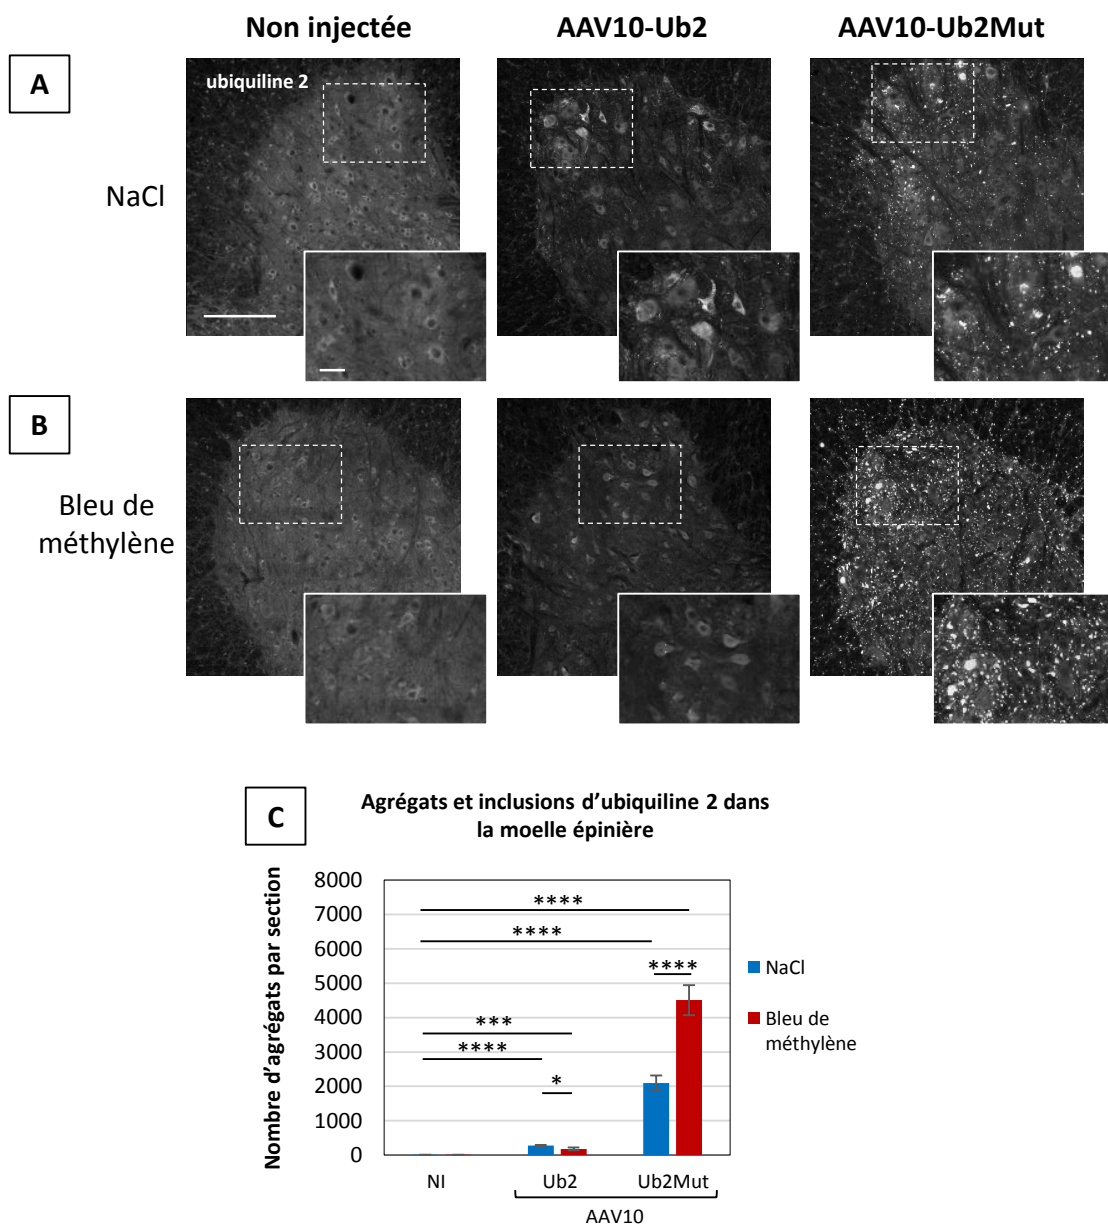 Non injectée
AAV10-Ub2
AAV10-Ub2Mut
A
ubiquiline 2
NaCl
B
Bleu de
méthylène
C
Agrégats et inclusions d’ubiquiline 2 dans
la moelle épinière
Nombre d’agrégats par section
8000
7000
6000
5000
4000
3000
2000
1000
0
****
****
****
***
****
*
NaCl
Bleu de
méthylène
NI
Ub2
Ub2Mut
AAV10